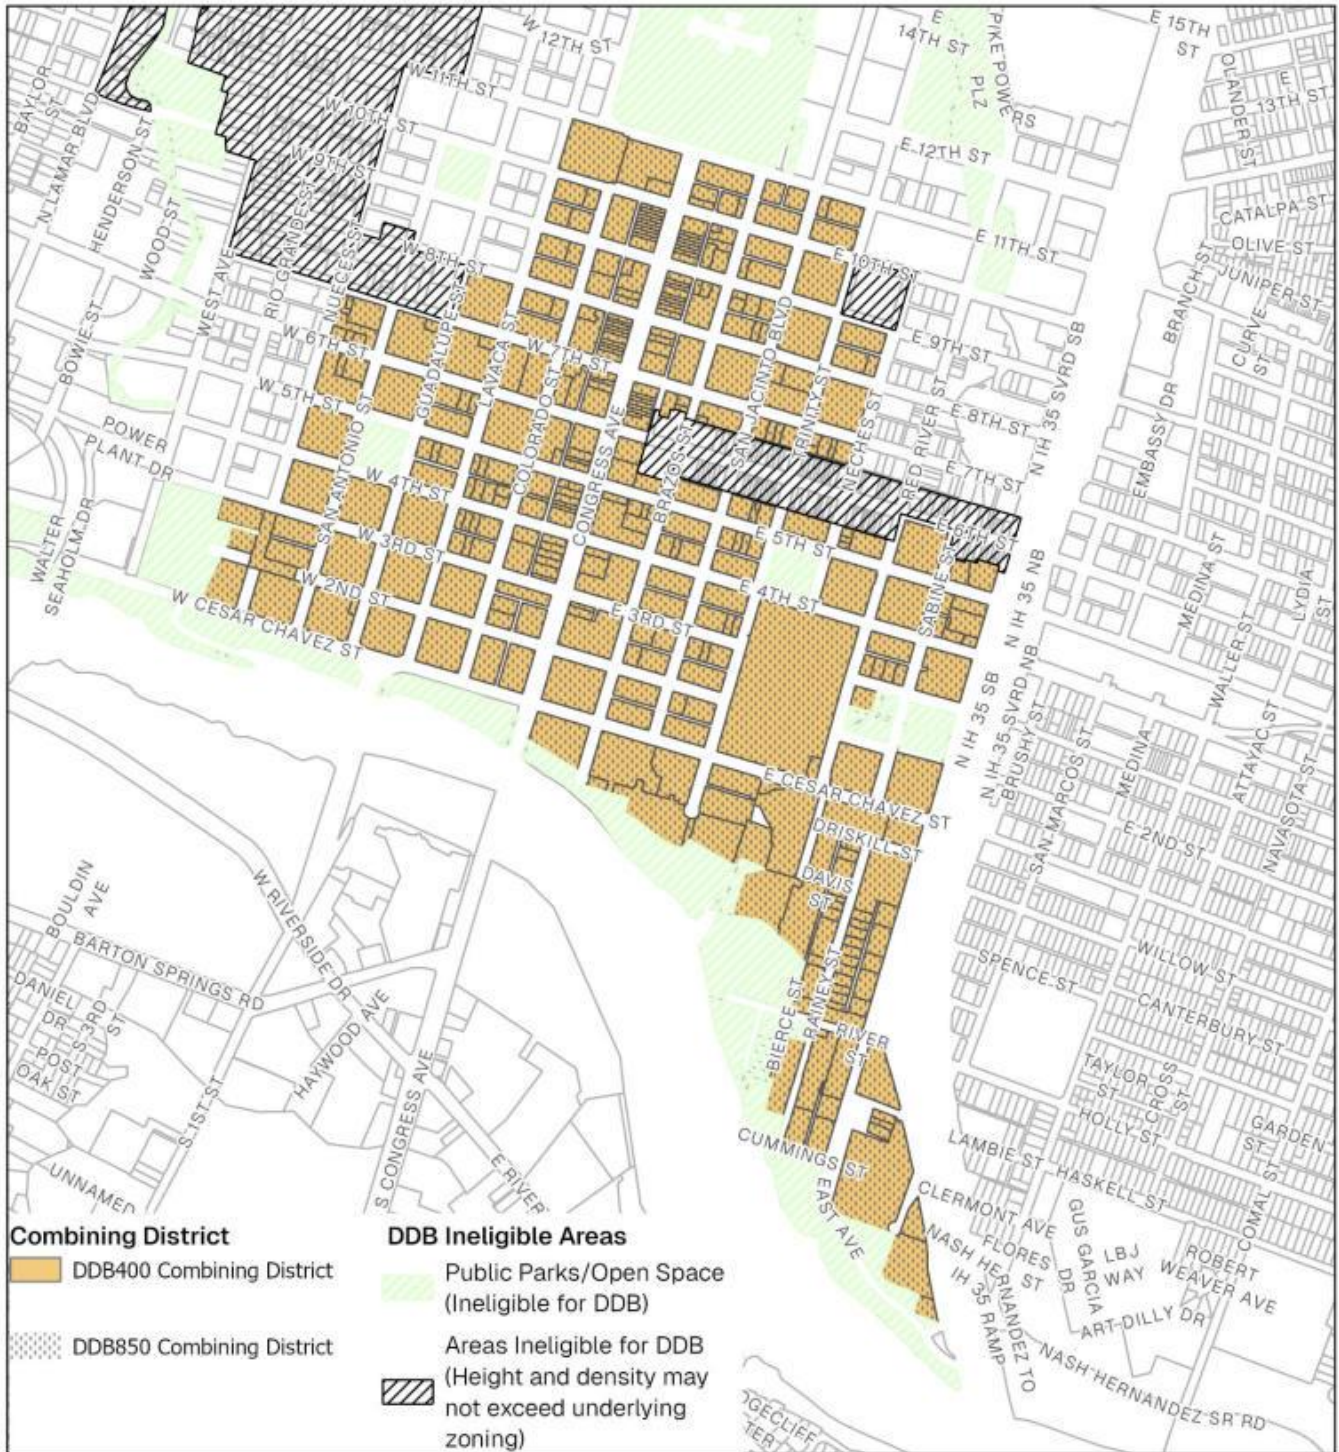 W 12TH ST
E 14TH ST
PIKE POWERS PLZ
E 15TH ST
OLANDER ST
E 13TH ST
BAYLOR ST
N LAMAR BLVD
W 11TH ST
W 10TH ST
W 9TH ST
HENDERSON ST
WOOD ST
WEST AVE
RIO GRANDE ST
NUECES ST
W 8TH ST
E 12TH ST
E 11TH ST
E 10TH ST
CATALPA ST
OLIVE ST
JUNIPER ST
BRANCH ST
CURVE ST
BOWIE ST
W 6TH ST
W 5TH ST
GUADALUPE ST
LAVACA ST
W 7TH ST
COLORADO ST
CONGRESS AVE
SAN JACINTO BLVD
TRINITY ST
NECHES ST
RED RIVER ST
E 9TH ST
E 8TH ST
E 7TH ST
N IH 35 SVRD SB
EMBASSY DR
POWER PLANT DR
SAN ANTONIO ST
W 4TH ST
W 3RD ST
BRAZOS ST
E 6TH ST
E 5TH ST
E 4TH ST
E 3RD ST
SABINE ST
WALTER SEAHOLM DR
W 2ND ST
W CESAR CHAVEZ ST
N IH 35 NB
N IH 35 SB
N IH 35 SVRD NB
MEDINA ST
WALLER ST
LYDIA ST
BRUSHY ST
SAN MARCOS ST
MEDINA
ATTAYAC ST
NAVASOTA ST
E 2ND ST
E CESAR CHAVEZ ST
DRISKILL ST
DAVIS ST
BOULDIN AVE
BARTON SPRINGS RD
W RIVERSIDE DR
DANIEL DR
S 3RD ST
POST OAK ST
HAYWOOD AVE
S 1ST ST
S CONGRESS AVE
E RIVER
UNNAMED
BIERCE ST
RAINEY ST
RIVER ST
CUMMINGS ST
EAST AVE
SPENCE ST
WILLOW ST
CANTERBURY ST
TAYLOR ST
CROSS ST
HOLLY ST
GARDEN ST
LAMBIE ST
HASKELL ST
COMAL ST
CLERMONT AVE
FLORES ST
NASH HERNANDEZ TO
IH 35 RAMP
GUS GARCIA DR
LBJ WAY
ROBERT WEAVER AVE
ART DILLY DR
NASH HERNANDEZ SR RD
Combining District
DDB400 Combining District
DDB850 Combining District
DDB Ineligible Areas
Public Parks/Open Space
(Ineligible for DDB)
Areas Ineligible for DDB
(Height and density may
not exceed underlying
zoning)